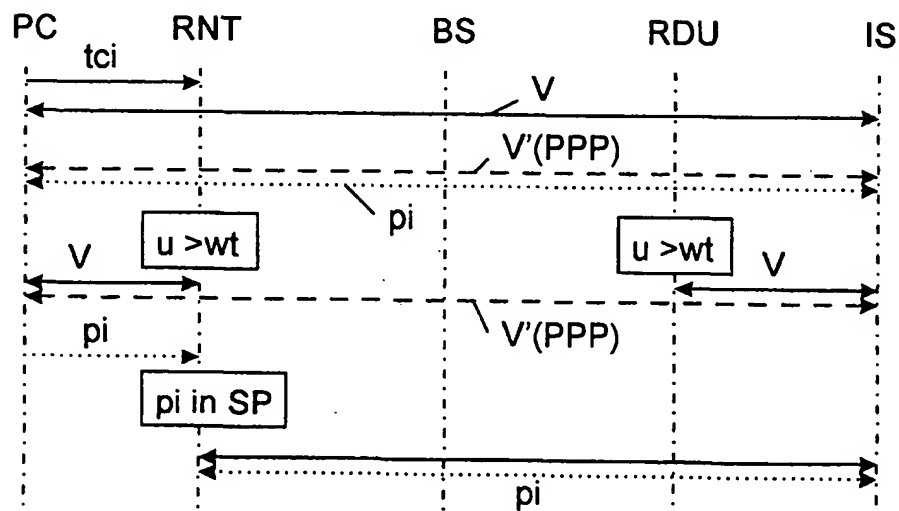 PC RNT BS RDU IS
tci
V
V'(PPP)
pi
u >wt u >wt
V V
V'(PPP)
pi
pi in SP
pi